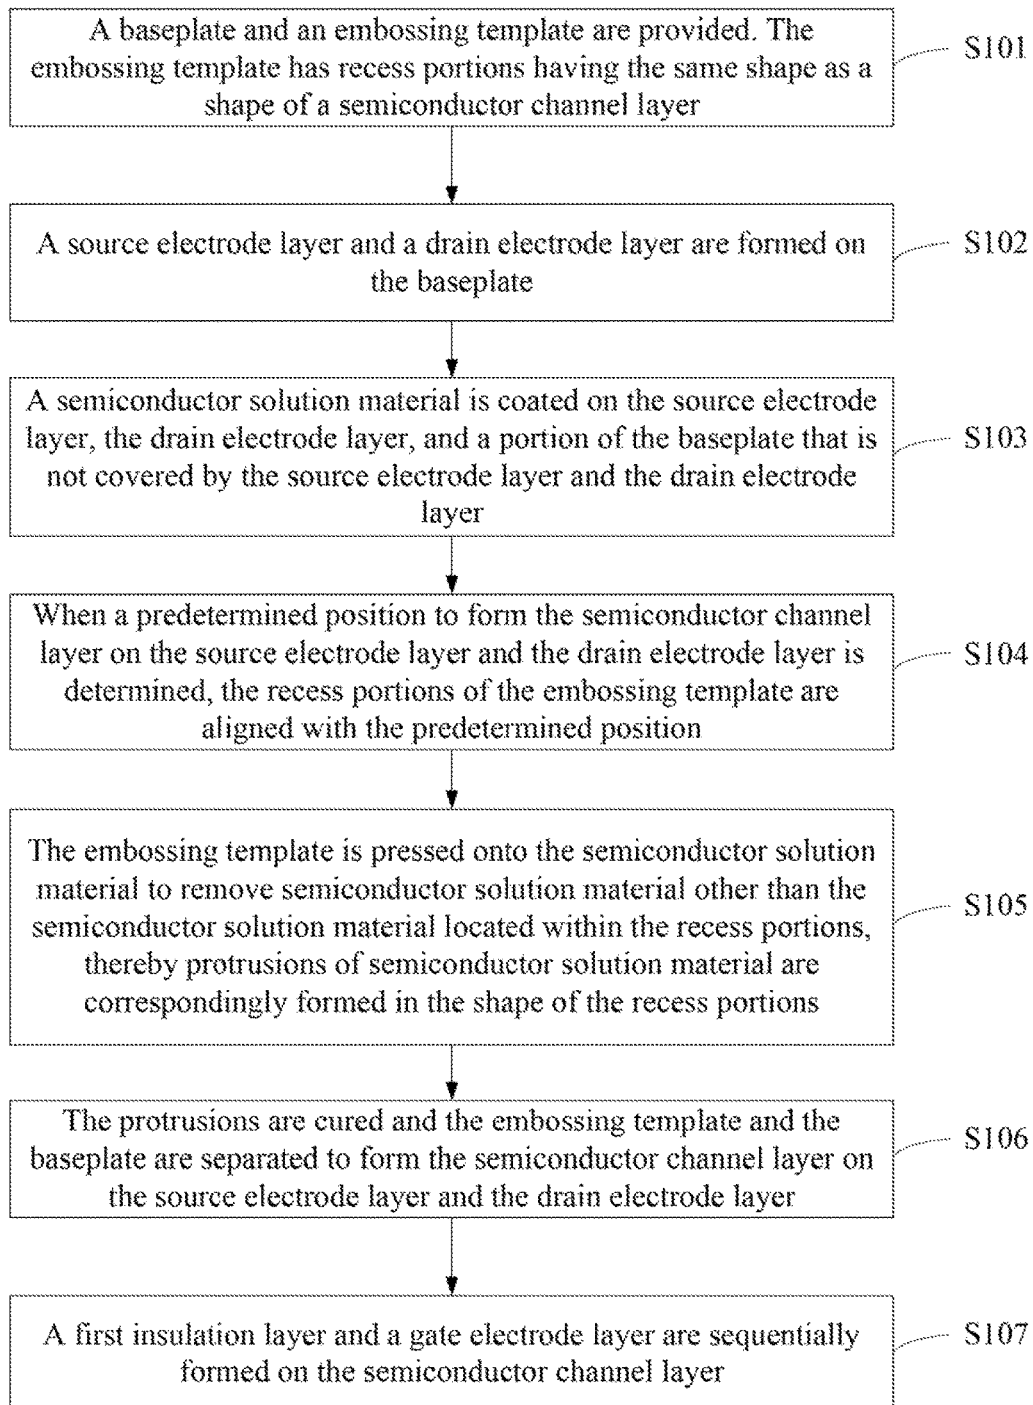 A baseplate and an embossing template are provided. The
embossing template has recess portions having the same shape as a
shape of a semiconductor channel layer
S101
A source electrode layer and a drain electrode layer are formed on
the baseplate
S102
A semiconductor solution material is coated on the source electrode
layer, the drain electrode layer, and a portion of the baseplate that is
not covered by the source electrode layer and the drain electrode
layer
S103
When a predetermined position to form the semiconductor channel
layer on the source electrode layer and the drain electrode layer is
determined, the recess portions of the embossing template are
aligned with the predetermined position
S104
The embossing template is pressed onto the semiconductor solution
material to remove semiconductor solution material other than the
semiconductor solution material located within the recess portions,
thereby protrusions of semiconductor solution material are
correspondingly formed in the shape of the recess portions
S105
The protrusions are cured and the embossing template and the
baseplate are separated to form the semiconductor channel layer on
the source electrode layer and the drain electrode layer
S106
A first insulation layer and a gate electrode layer are sequentially
formed on the semiconductor channel layer
S107